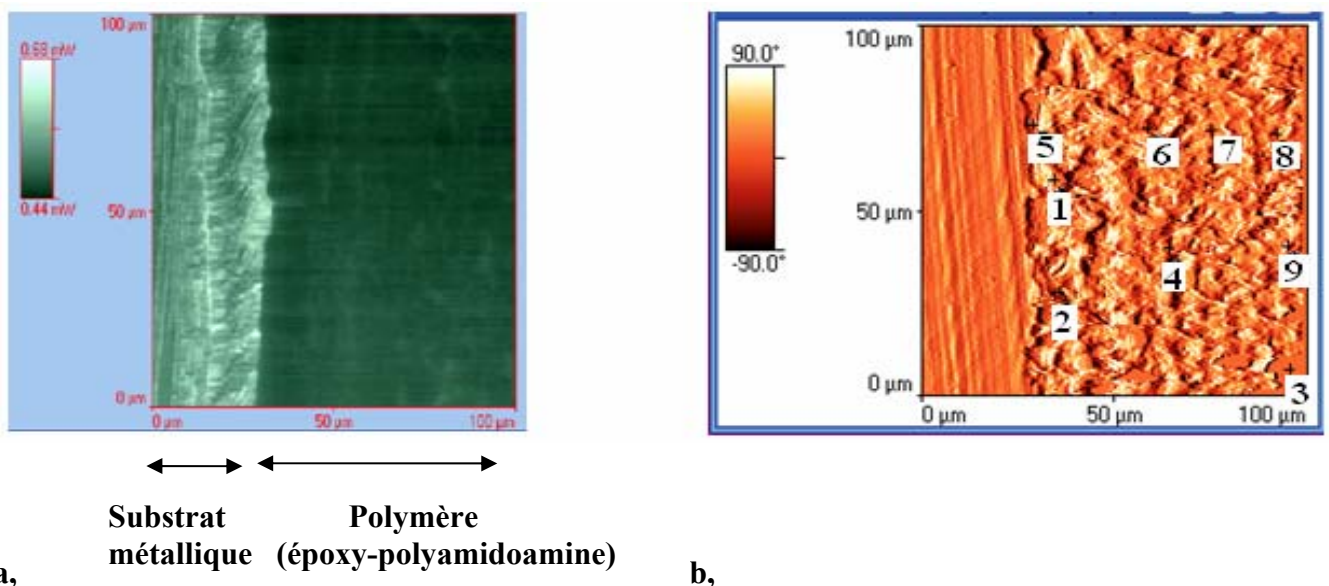 100 µm
0.68 mW
0.44 mW
50 µm
0 µm
0 µm
50 µm
100 µm
Substrat
métallique
Polymère
(époxy-polyamidoamine)
a,
90.0°
-90.0°
100 µm
50 µm
0 µm
0 µm
50 µm
100 µm
5
6
7
8
1
4
9
2
3
b,